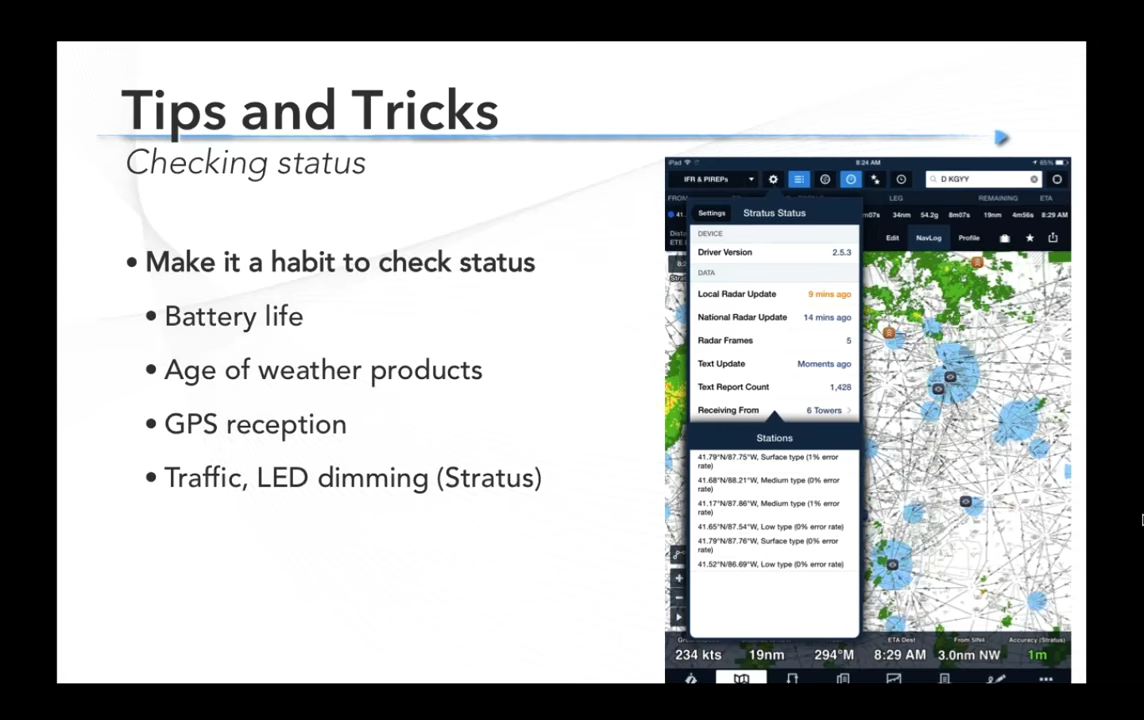 Tips and Tricks
Checking status
• Make it a habit to check status
• Battery life
• Age of weather products
• GPS reception
• Traffic, LED dimming (Stratus)
iPad 8:24 AM 65%
IFR & PIREPs D KGYY
LEG REMAINING ETA
34nm 54.2g 8m07s 19nm 4m56s 8:29 AM
Edit NavLog Profile
Settings Stratus Status
DEVICE
Driver Version 2.5.3
DATA
Local Radar Update 9 mins ago
National Radar Update 14 mins ago
Radar Frames 5
Text Update Moments ago
Text Report Count 1,428
Receiving From 6 Towers >
Stations
41.79°N/87.75°W, Surface type (1% error
rate)
41.68°N/88.21°W, Medium type (0% error
rate)
41.17°N/87.86°W, Medium type (1% error
rate)
41.65°N/87.54°W, Low type (0% error rate)
41.79°N/87.76°W, Surface type (0% error
rate)
41.52°N/86.69°W, Low type (0% error rate)
ETA Dest From SIN4 Accuracy (Stratus)
234 kts 19nm 294°M 8:29 AM 3.0nm NW 1m